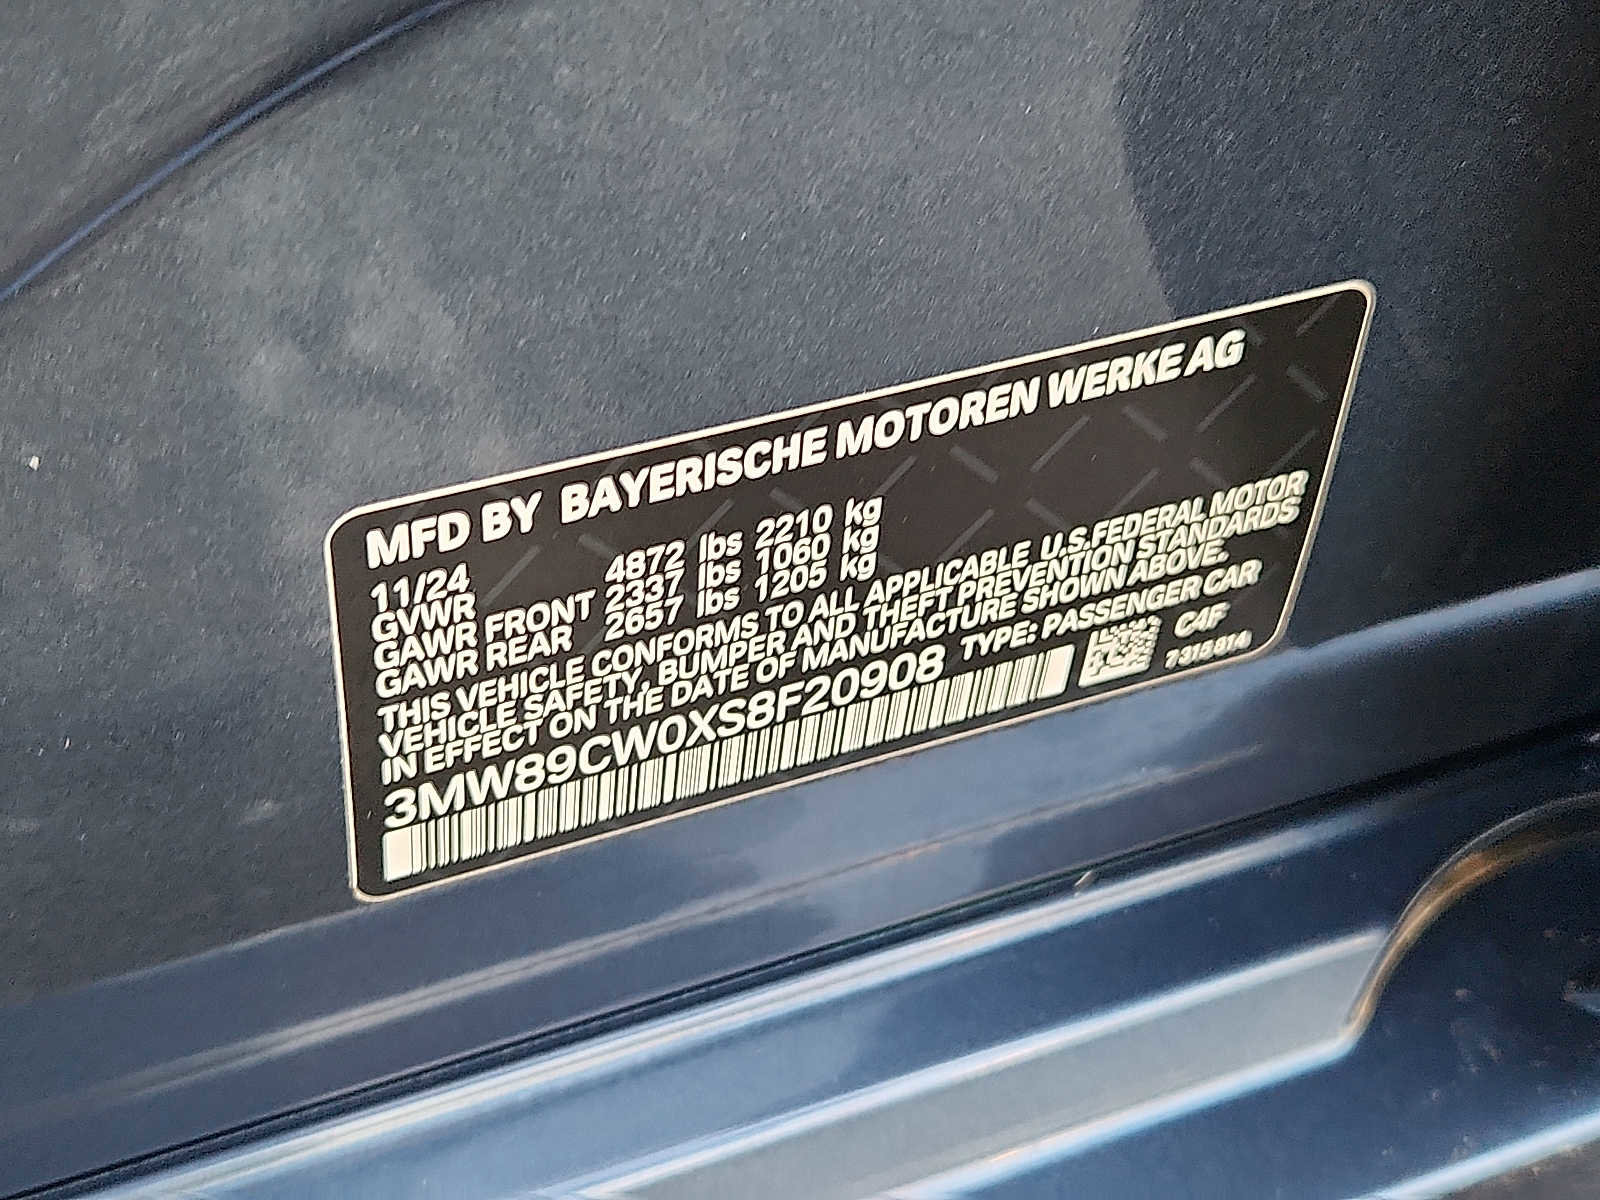 MFD BY BAYERISCHE MOTOREN WERKE AG
11/24
GVWR 4872 lbs 2210 kg
GAWR FRONT 2337 lbs 1060 kg
GAWR REAR 2657 lbs 1205 kg
THIS VEHICLE CONFORMS TO ALL APPLICABLE U.S.FEDERAL MOTOR
VEHICLE SAFETY, BUMPER AND THEFT PREVENTION STANDARDS
IN EFFECT ON THE DATE OF MANUFACTURE SHOWN ABOVE.
3MW89CW0XS8F20908 TYPE: PASSENGER CAR
C4F
7315814